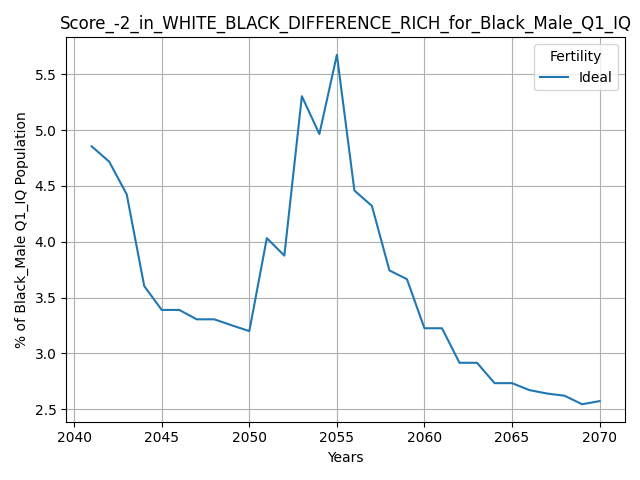 Score_-2_in_WHITE_BLACK_DIFFERENCE_RICH_for_Black_Male_Q1_IQ
Fertility
Ideal
% of Black_Male Q1_IQ Population
5.5
5.0
4.5
4.0
3.5
3.0
2.5
2040 2045 2050 2055 2060 2065 2070
Years